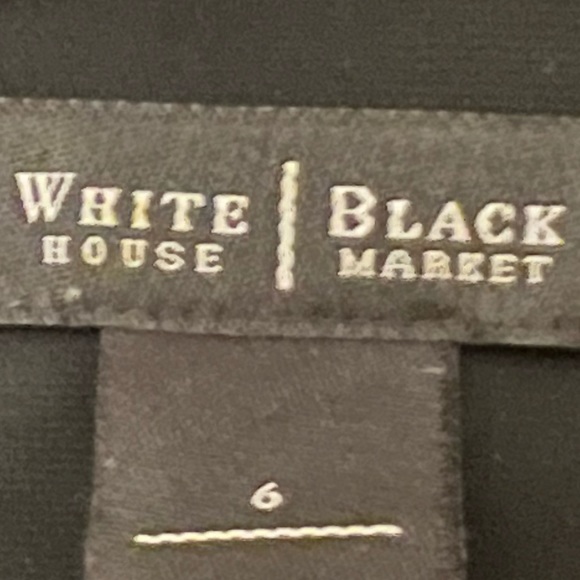 WHITE HOUSE | BLACK MARKET
6